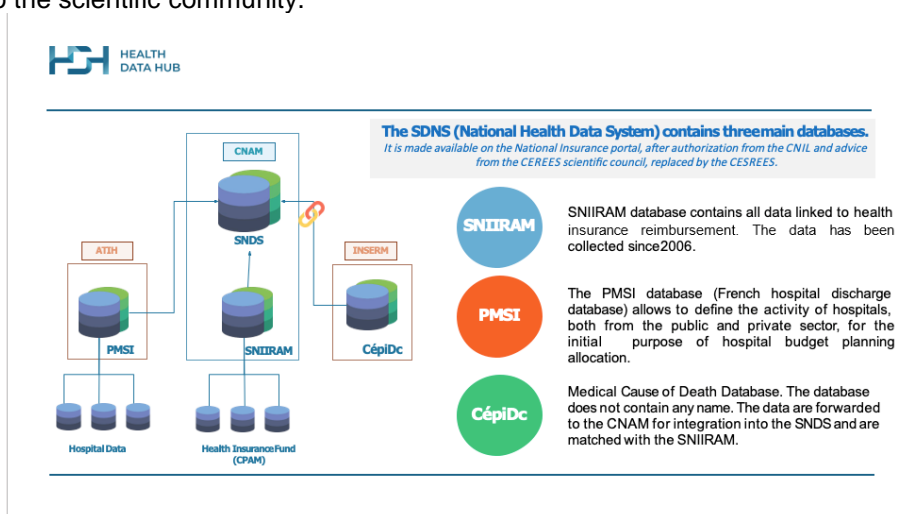 o the scientific community.
HEALTH
DATA HUB
The SDNS (National Health Data System) contains threemain databases.
It is made available on the National Insurance portal, after authorization from the CNIL and advice
from the CEREES scientific council, replaced by the CESREES.
CNAM
SNDS
ATIH
INSERM
PMSI
SNIIRAM
CépiDc
Hospital Data
Health InsuranceFund
(CPAM)
SNIIRAM
SNIIRAM database contains all data linked to health
insurance reimbursement. The data has been
collected since2006.
PMSI
The PMSI database (French hospital discharge
database) allows to define the activity of hospitals,
both from the public and private sector, for the
initial purpose of hospital budget planning
allocation.
CépiDc
Medical Cause of Death Database. The database
does not contain any name. The data are forwarded
to the CNAM for integration into the SNDS and are
matched with the SNIIRAM.